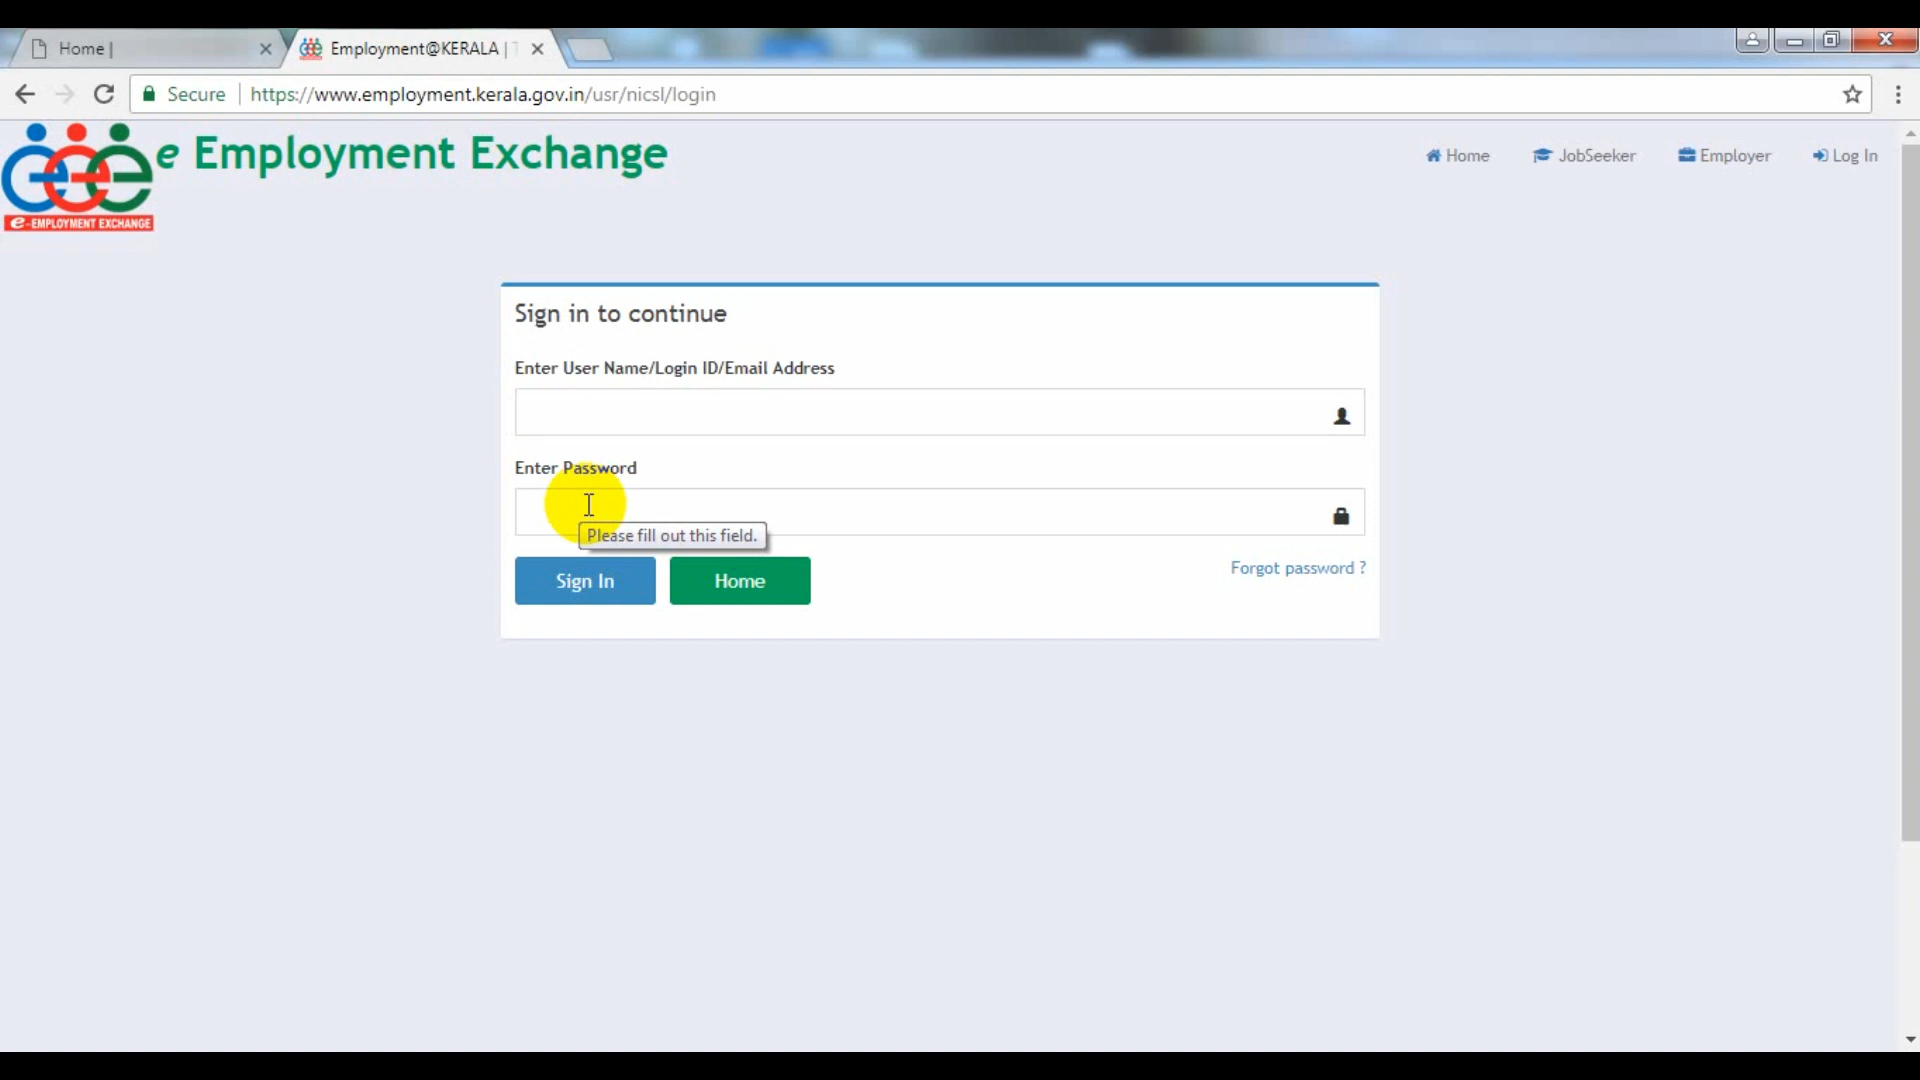 Home |
Employment@KERALA |
Secure
https://www.employment.kerala.gov.in/usr/nicsl/login
e Employment Exchange
e-EMPLOYMENT EXCHANGE
Home
JobSeeker
Employer
Log In
Sign in to continue
Enter User Name/Login ID/Email Address
Enter Password
Please fill out this field.
Sign In
Home
Forgot password ?